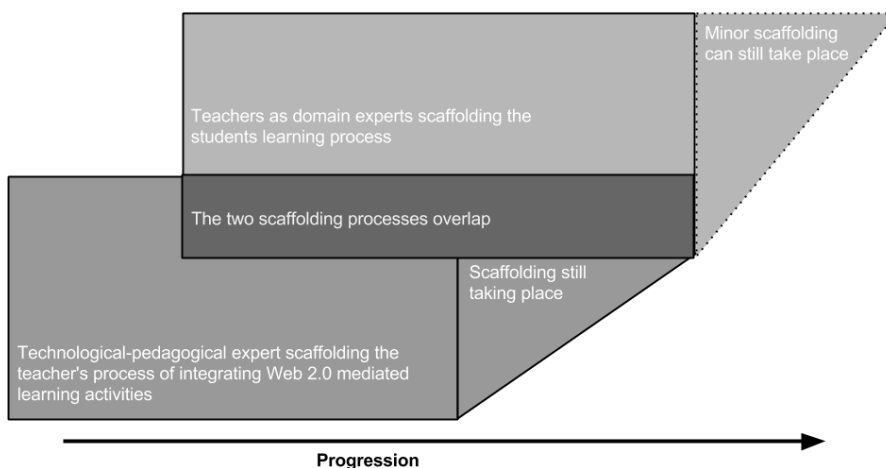 Minor scaffolding
can still take place
Teachers as domain experts scaffolding the
students learning process
The two scaffolding processes overlap
Scaffolding still
taking place
Technological-pedagogical expert scaffolding the
teacher's process of integrating Web 2.0 mediated
learning activities
Progression